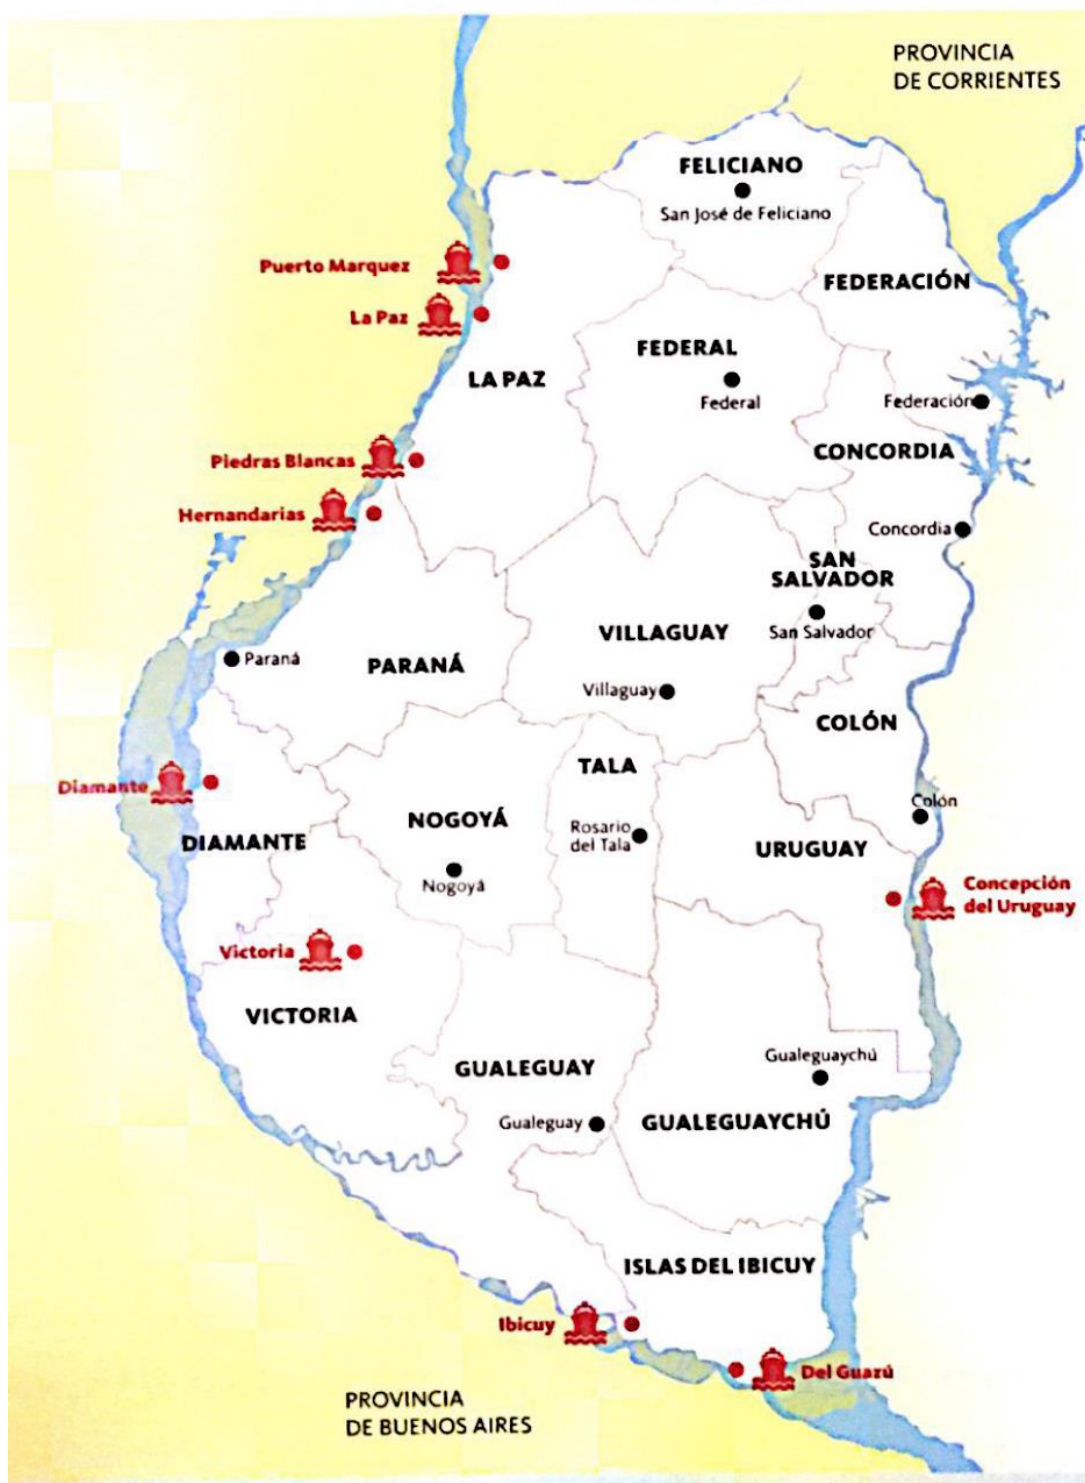 PROVINCIA
DE CORRIENTES
FELICIANO
San José de Feliciano
Puerto Marquez
FEDERACIÓN
La Paz
FEDERAL
LA PAZ
Federal
Federación
CONCORDIA
Piedras Blancas
Hernandarias
Concordia
SAN
SALVADOR
San Salvador
VILLAGUAY
Paraná
PARANÁ
Villaguay
COLÓN
TALA
Diamante
Colón
NOGOYÁ
Rosario
del Tala
DIAMANTE
URUGUAY
Nogoyá
Concepción
del Uruguay
Victoria
VICTORIA
Gualeguaychú
GUALEGUAY
Gualeguay
GUALEGUAYCHÚ
ISLAS DEL IBICUY
Ibicuy
Del Guazú
PROVINCIA
DE BUENOS AIRES